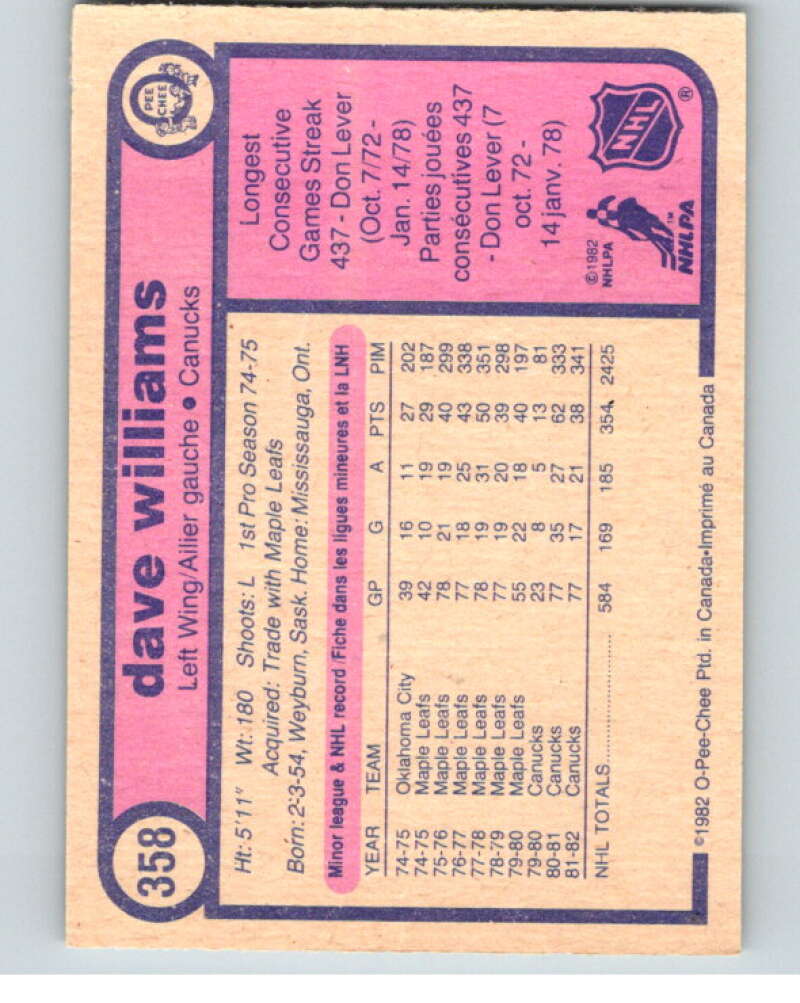 358
dave williams
Left Wing/Ailier gauche • Canucks
O PEE CHEE
Ht: 5'11" Wt: 180 Shoots: L 1st Pro Season 74-75
Acquired: Trade with Maple Leafs
Born: 2-3-54, Weyburn, Sask. Home: Mississauga, Ont.
Minor league & NHL record/Fiche dans les ligues mineures et la LNH
YEAR TEAM GP G A PTS PIM
74-75 Oklahoma City 39 16 11 27 202
74-75 Maple Leafs 42 10 19 29 187
75-76 Maple Leafs 78 21 19 40 299
76-77 Maple Leafs 77 18 25 43 338
77-78 Maple Leafs 78 19 31 50 351
78-79 Maple Leafs 77 19 20 39 298
79-80 Maple Leafs 55 22 18 40 197
79-80 Canucks 23 8 5 13 81
80-81 Canucks 77 35 27 62 333
81-82 Canucks 77 17 21 38 341
NHL TOTALS.................... 584 169 185 354 2425
©1982 O-Pee-Chee Ptd. in Canada•Imprimé au Canada
Longest
Consecutive
Games Streak
437 - Don Lever
(Oct. 7/72 -
Jan. 14/78)
Parties jouées
consécutives 437
- Don Lever (7
oct. 72 -
14 janv. 78)
©1982
NHLPA
NHLPA™
NHL®